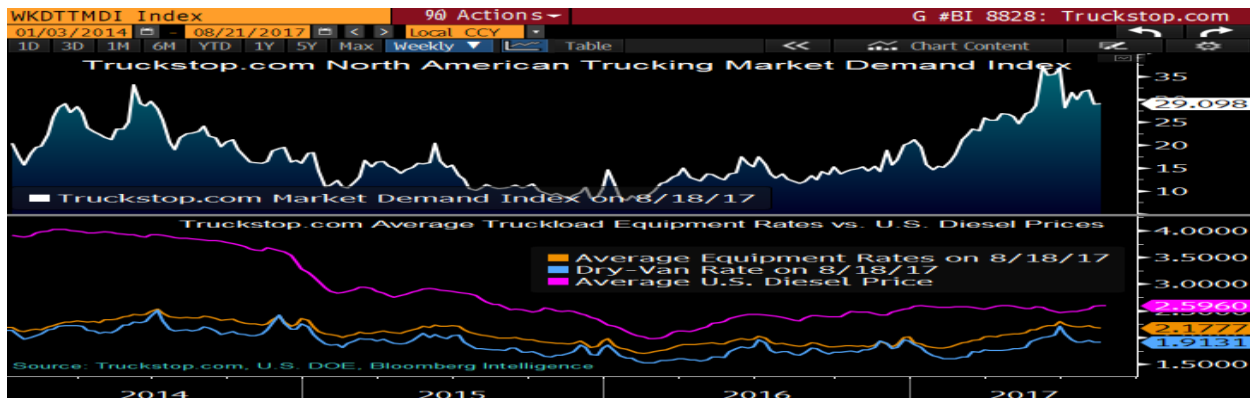 WKDTTMDI Index 96) Actions G #BI 8828: Truckstop.com
01/03/2014 - 08/21/2017 < > Local CCY
1D 3D 1M 6M YTD 1Y 5Y Max Weekly ▼ Table << Chart Content
Truckstop.com North American Trucking Market Demand Index
35
29.098
25
20
15
10
Truckstop.com Market Demand Index on 8/18/17
Truckstop.com Average Truckload Equipment Rates vs. U.S. Diesel Prices
4.0000
3.5000
3.0000
Average Equipment Rates on 8/18/17
Dry-Van Rate on 8/18/17
Average U.S. Diesel Price
2.5960
2.1777
1.9131
1.5000
Source: Truckstop.com, U.S. DOE, Bloomberg Intelligence
2014 2015 2016 2017